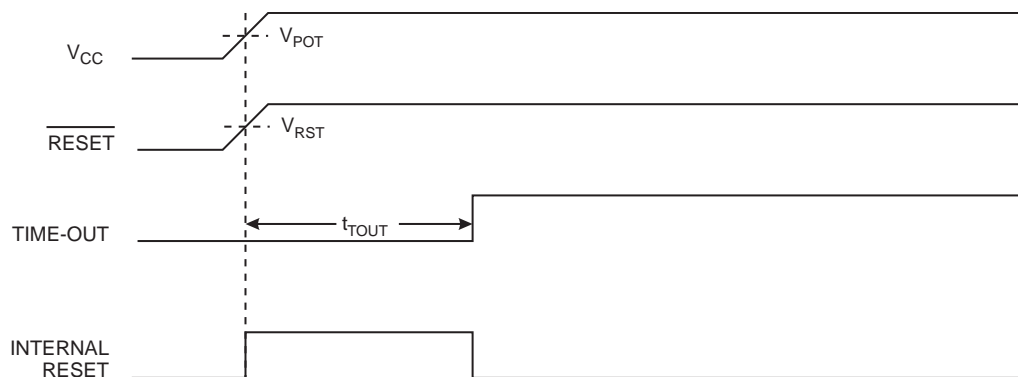 VCC
VPOT
RESET
VRST
TIME-OUT
tTOUT
INTERNAL
RESET